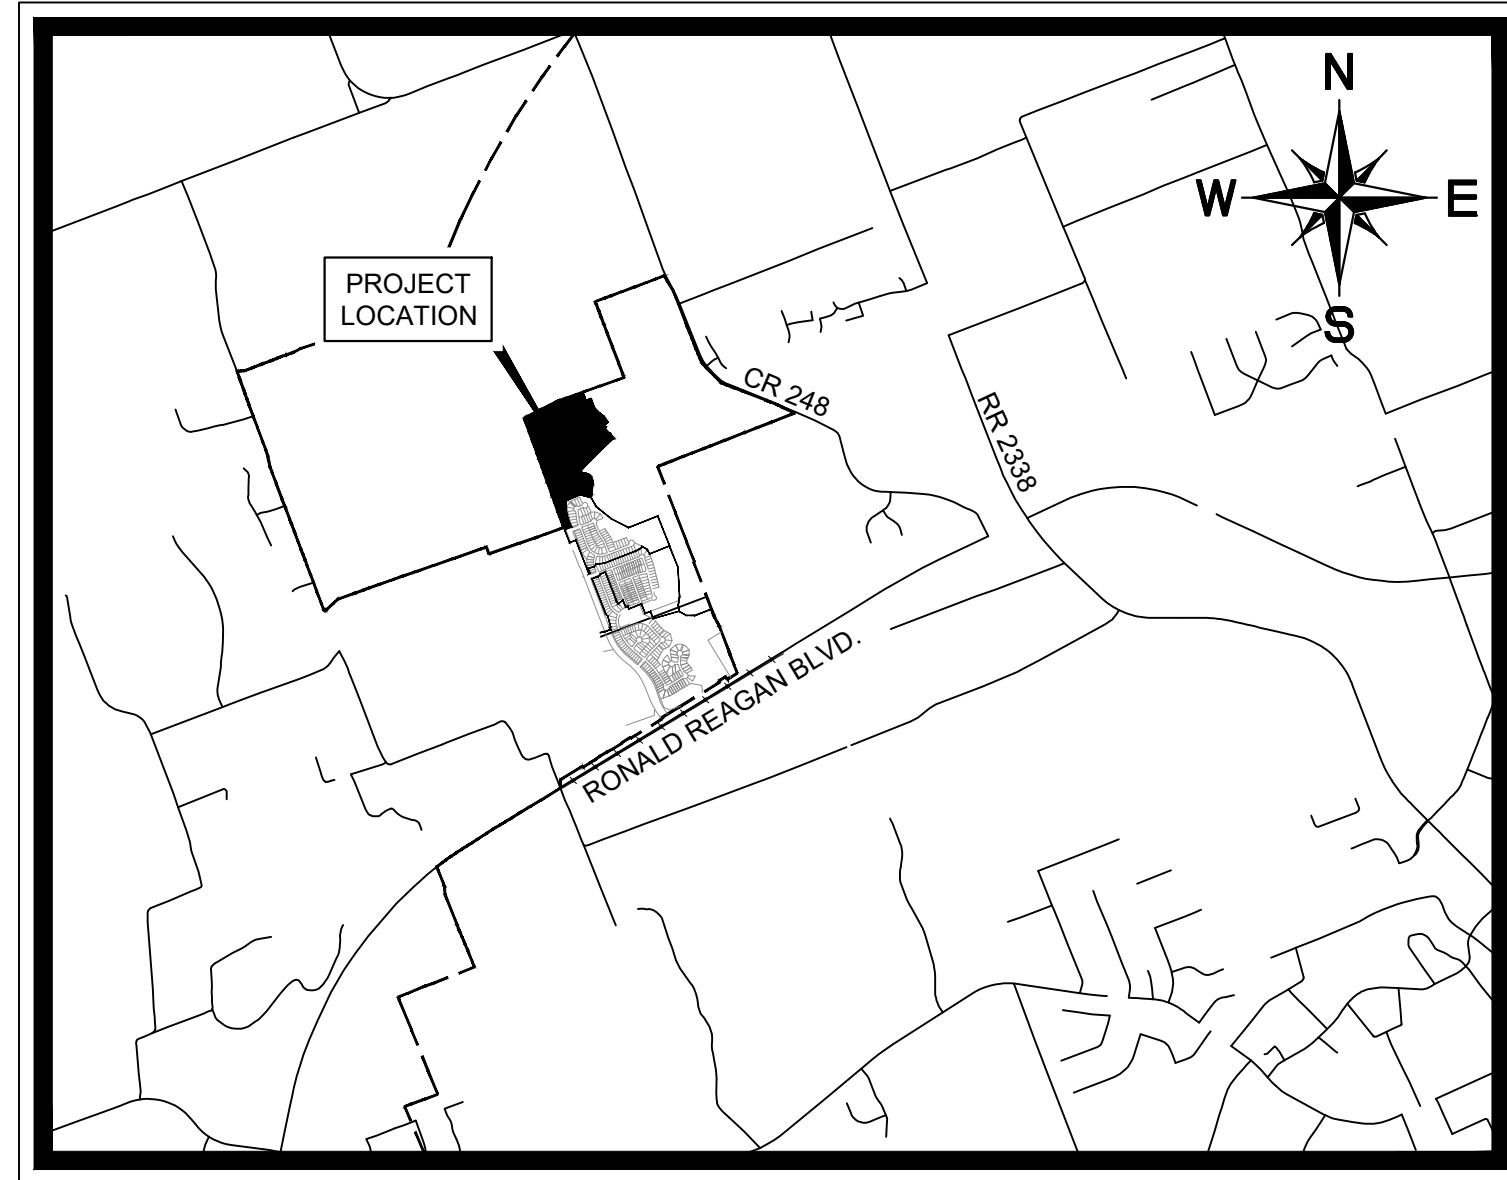 N
W
E
S
PROJECT
LOCATION
CR 248
RR 2338
RONALD REAGAN BLVD.